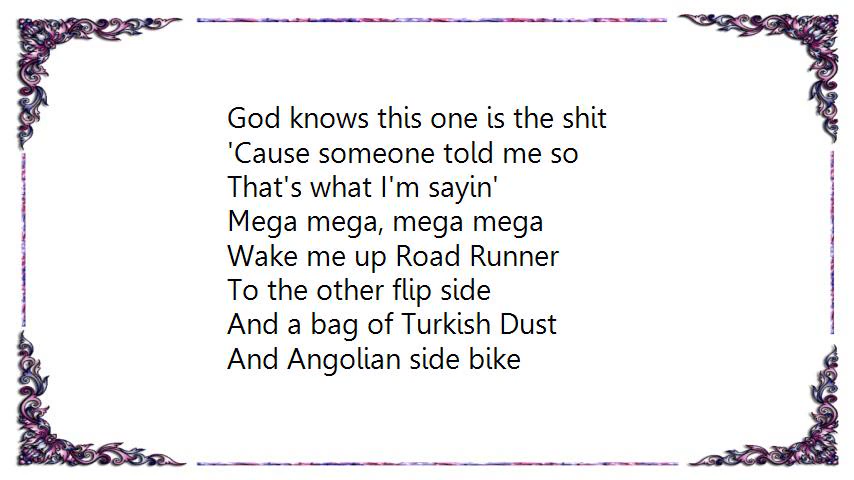 God knows this one is the shit
'Cause someone told me so
That's what I'm sayin'
Mega mega, mega mega
Wake me up Road Runner
To the other flip side
And a bag of Turkish Dust
And Angolian side bike